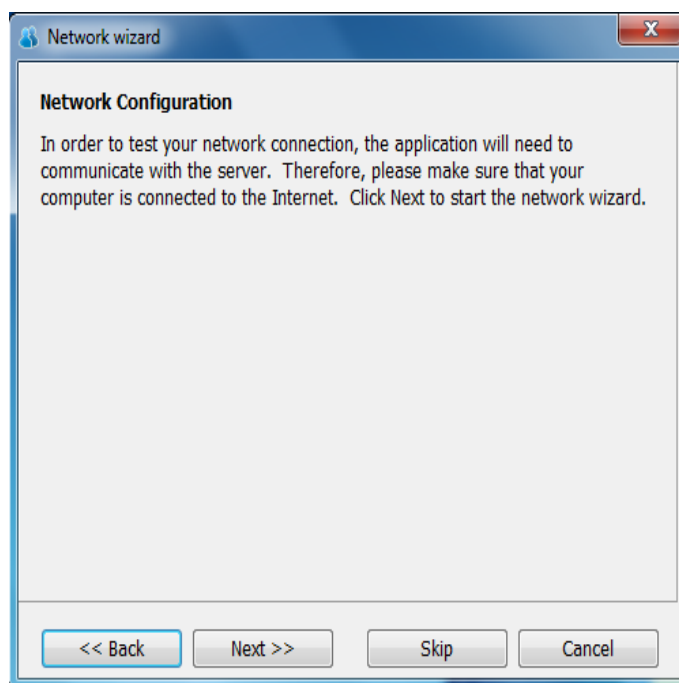 Network wizard
X
Network Configuration
In order to test your network connection, the application will need to
communicate with the server.  Therefore, please make sure that your
computer is connected to the Internet.  Click Next to start the network wizard.
<< Back
Next >>
Skip
Cancel